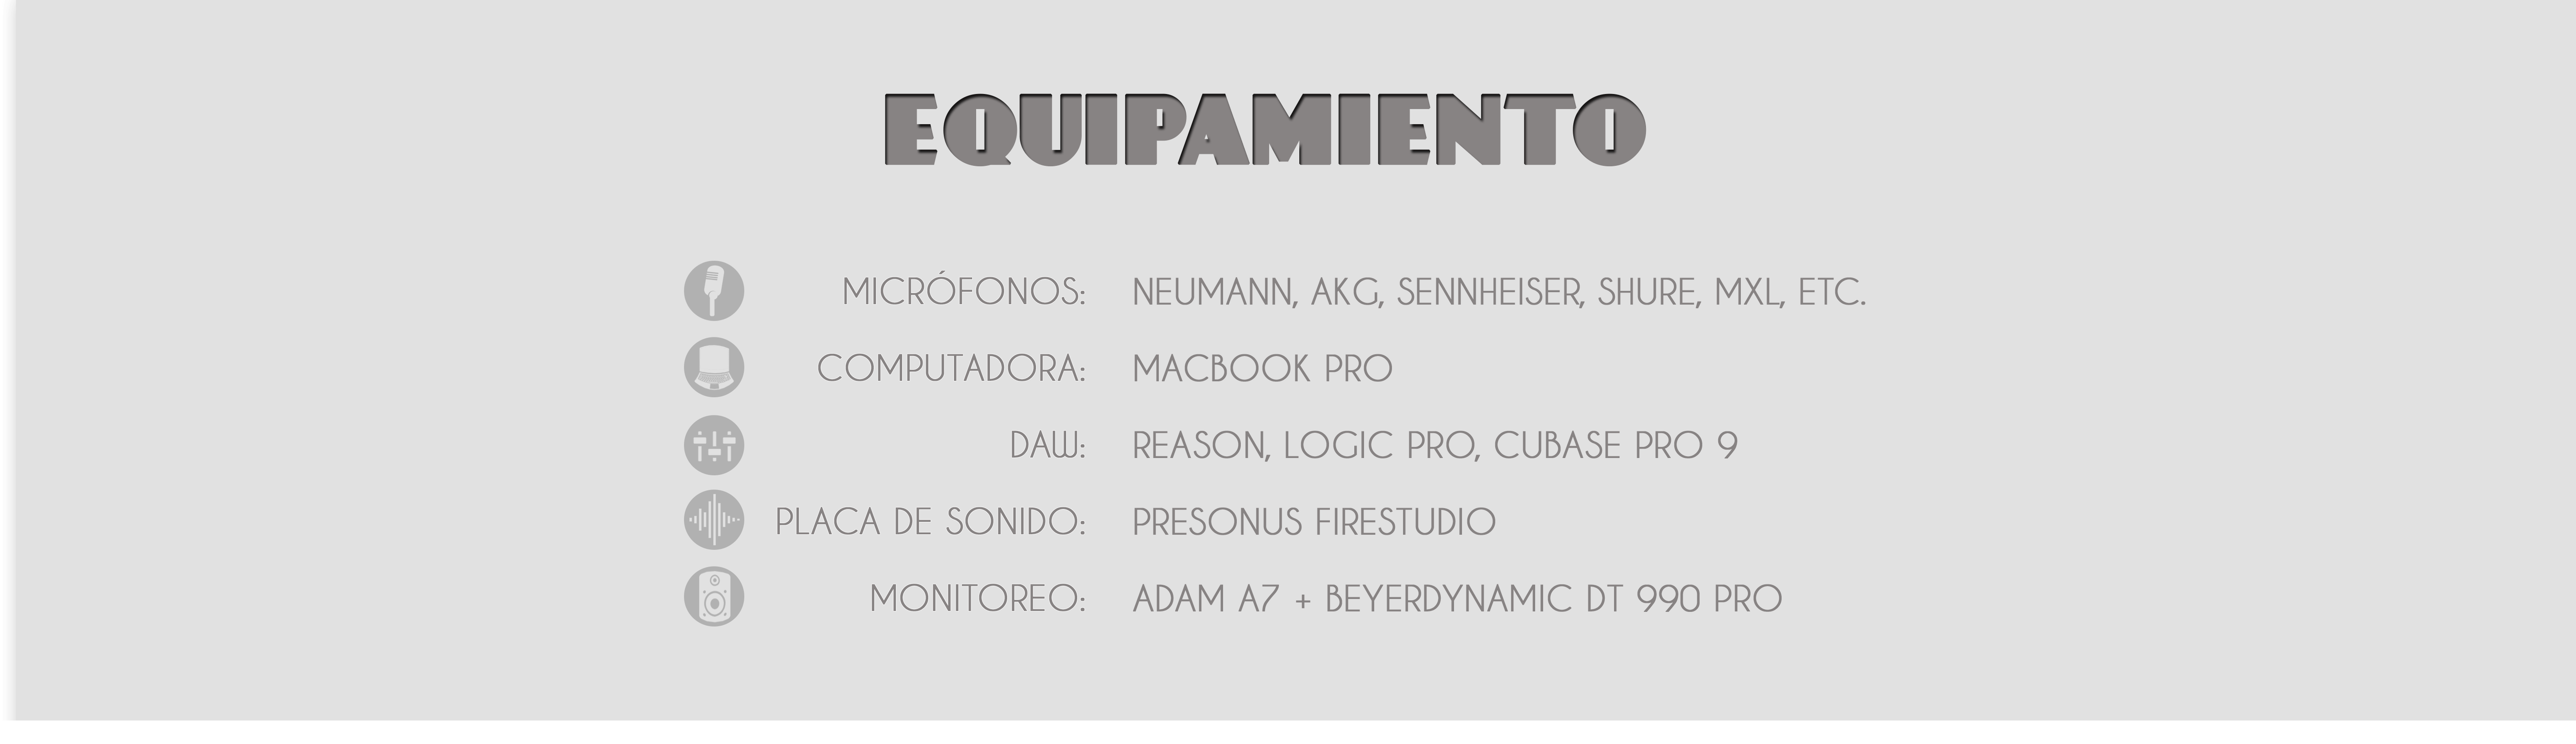 EQUIPAMIENTO
MICRÓFONOS: NEUMANN, AKG, SENNHEISER, SHURE, MXL, ETC.
COMPUTADORA: MACBOOK PRO
DAW: REASON, LOGIC PRO, CUBASE PRO 9
PLACA DE SONIDO: PRESONUS FIRESTUDIO
MONITOREO: ADAM A7 + BEYERDYNAMIC DT 990 PRO